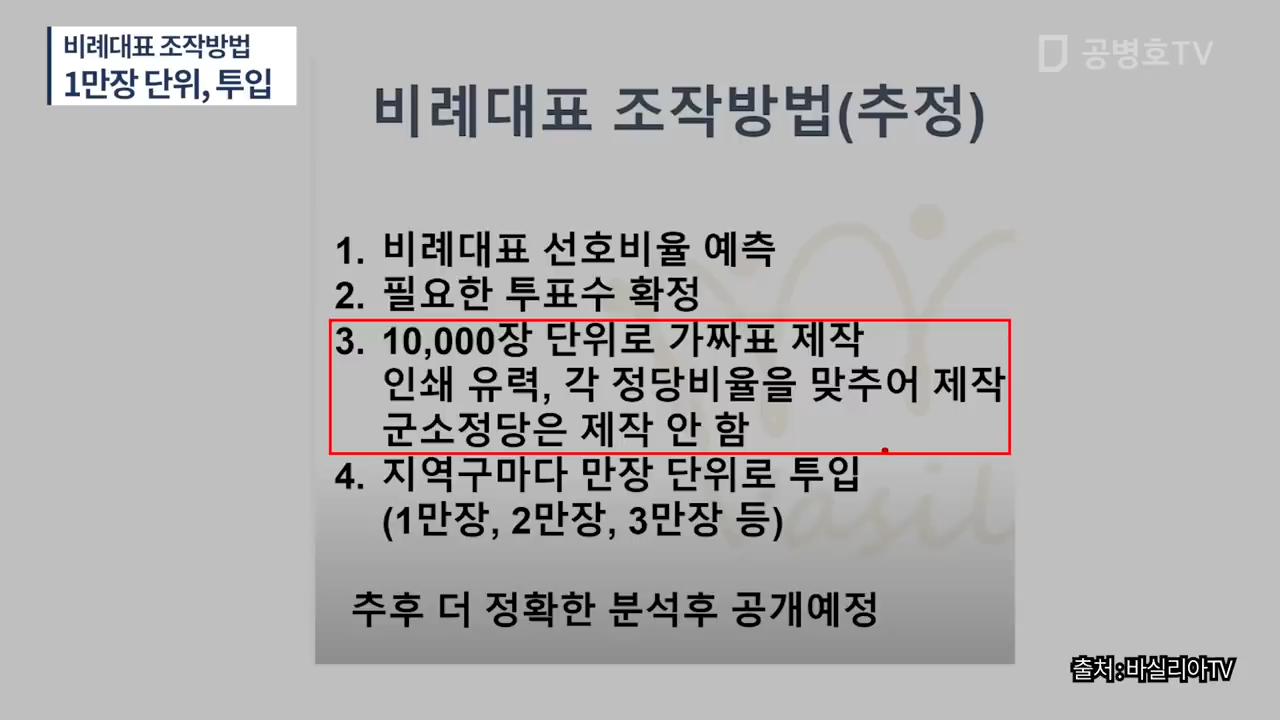 비례대표 조작방법
1만장 단위, 투입
공병호TV
비례대표 조작방법(추정)
1. 비례대표 선호비율 예측
2. 필요한 투표수 확정
3. 10,000장 단위로 가짜표 제작
인쇄 유력, 각 정당비율을 맞추어 제작
군소정당은 제작 안 함
4. 지역구마다 만장 단위로 투입
(1만장, 2만장, 3만장 등)
추후 더 정확한 분석후 공개예정
출처:바실리아TV